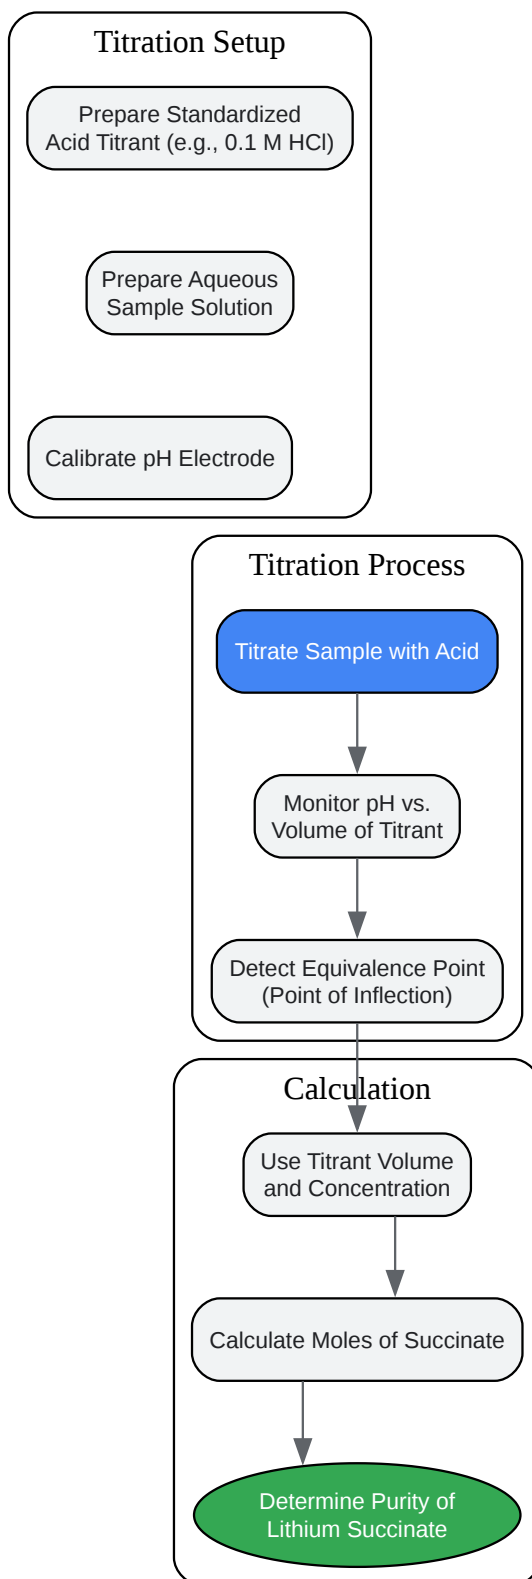 Titration Setup
Prepare Standardized
Acid Titrant (e.g., 0.1 M HCl)
Prepare Aqueous
Sample Solution
Calibrate pH Electrode
Titration Process
Titrate Sample with Acid
Monitor pH vs.
Volume of Titrant
Detect Equivalence Point
(Point of Inflection)
Calculation
Use Titrant Volume
and Concentration
Calculate Moles of Succinate
Determine Purity of
Lithium Succinate